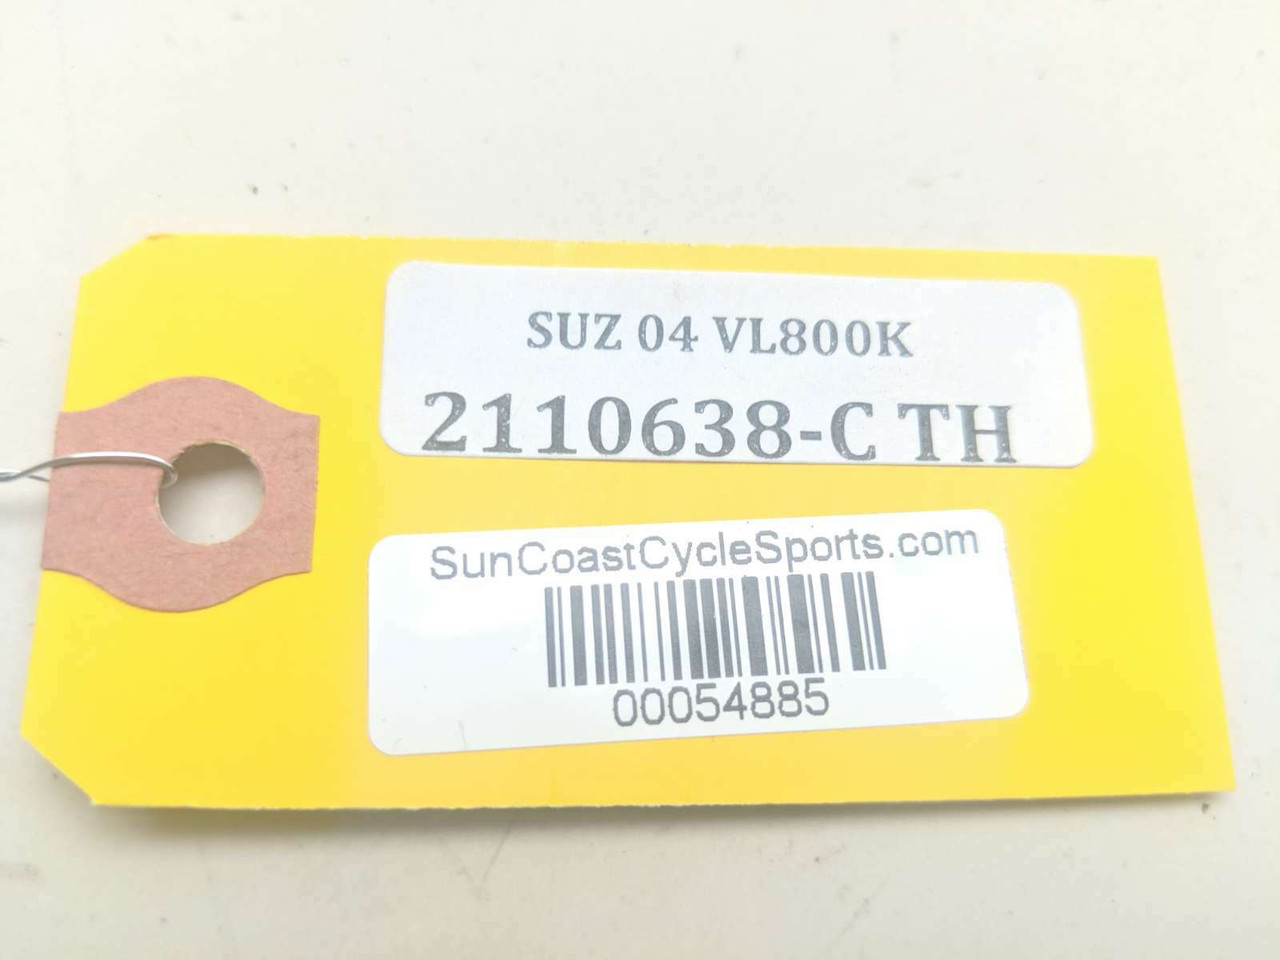 SUZ 04 VL800K
2110638-C TH
SunCoastCycleSports.com
00054885